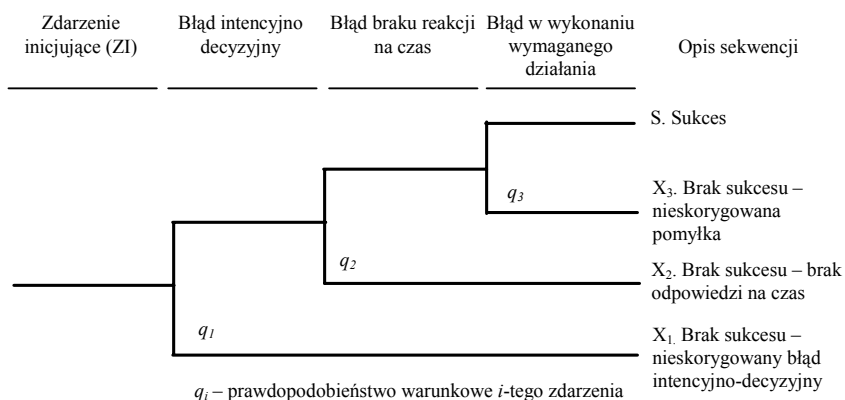 Zdarzenie
inicjujące (ZI)
Błąd intencyjno
decyzyjny
Błąd braku reakcji
na czas
Błąd w wykonaniu
wymaganego
działania
Opis sekwencji
S. Sukces
X3. Brak sukcesu –
nieskorygowana
pomyłka
q3
X2. Brak sukcesu – brak
odpowiedzi na czas
q2
X1. Brak sukcesu –
nieskorygowany błąd
intencyjno-decyzyjny
q1
qi – prawdopodobieństwo warunkowe i-tego zdarzenia